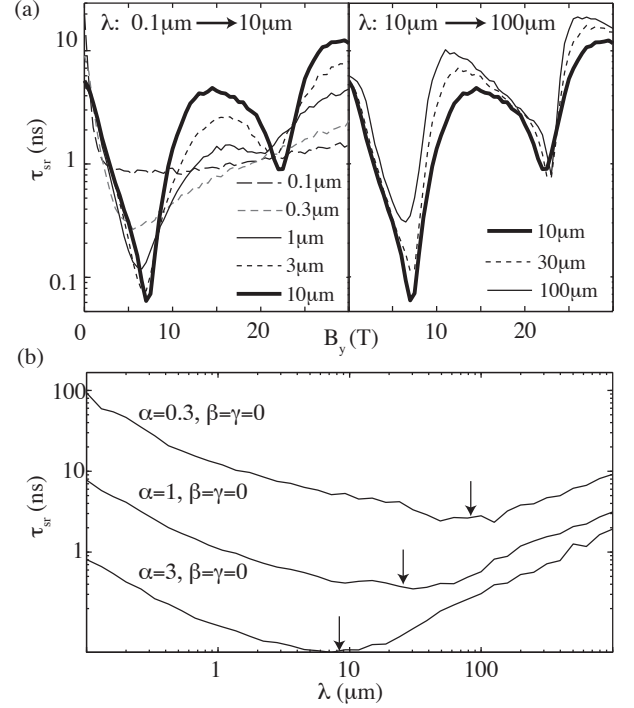 (a)
λ: 0.1μm → 10μm
λ: 10μm → 100μm
10
1
0.1
τsr (ns)
0.1μm
0.3μm
1μm
3μm
10μm
10μm
30μm
100μm
0 10 20 10 20
By (T)
(b)
100
10
1
τsr (ns)
α=0.3, β=γ=0
α=1, β=γ=0
α=3, β=γ=0
1 10 100
λ (μm)